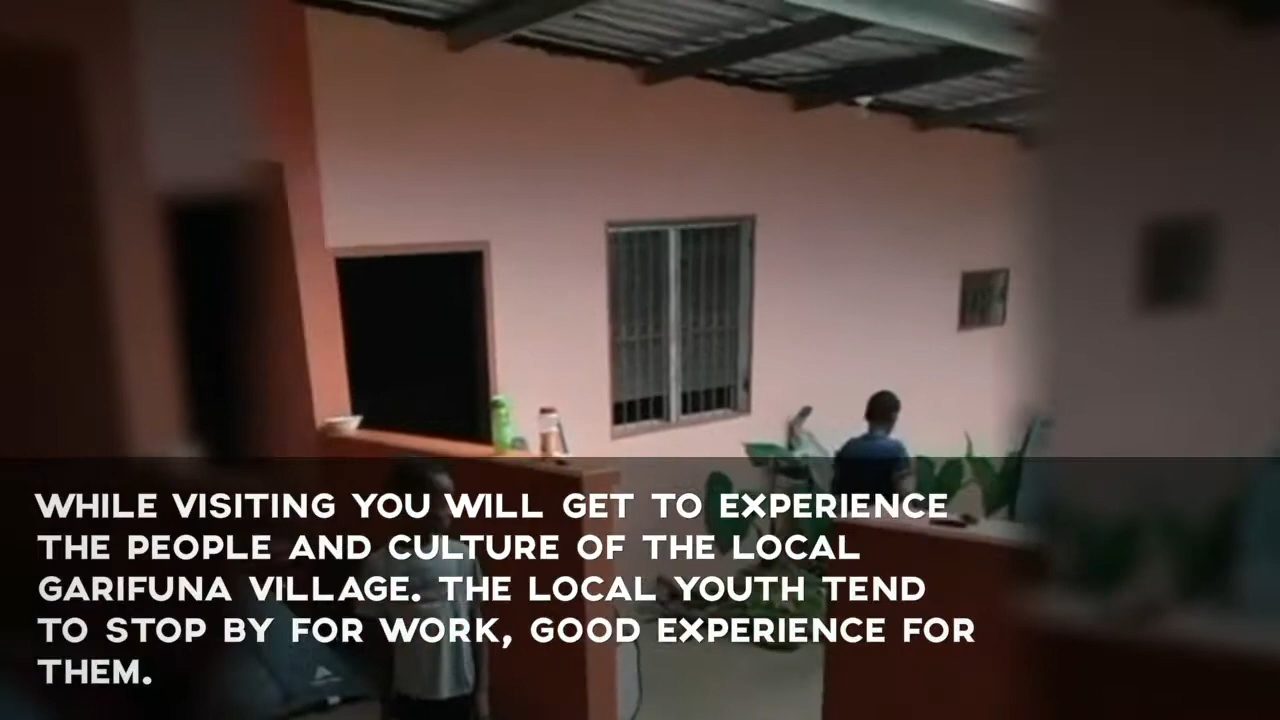 WHILE VISITING YOU WILL GET TO EXPERIENCE
THE PEOPLE AND CULTURE OF THE LOCAL
GARIFUNA VILLAGE. THE LOCAL YOUTH TEND
TO STOP BY FOR WORK, GOOD EXPERIENCE FOR
THEM.